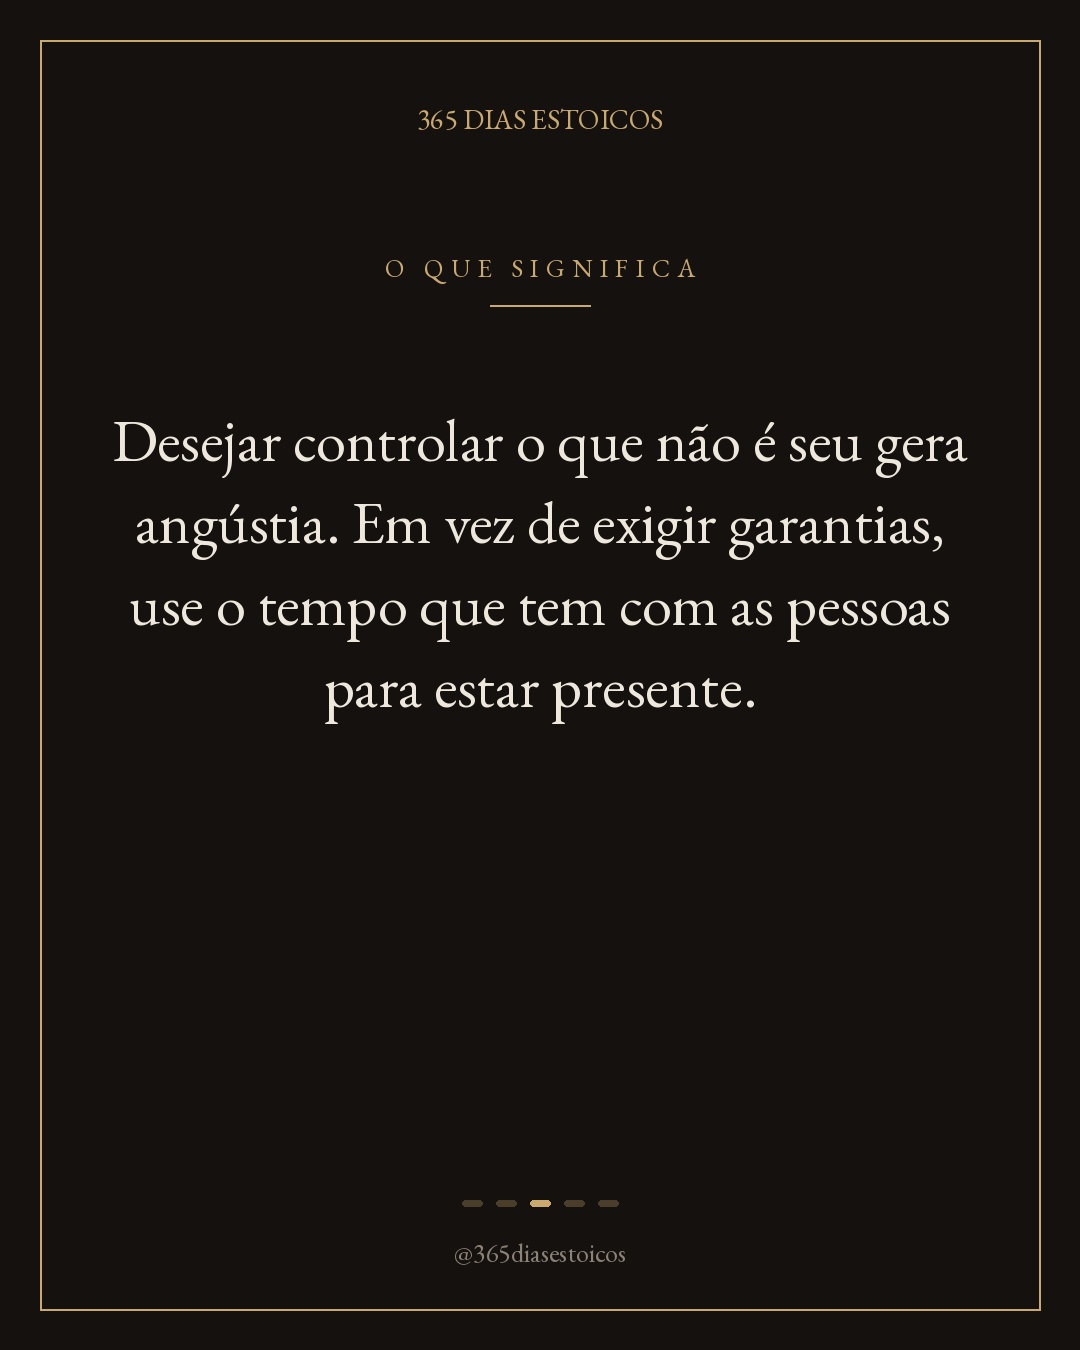 365 DIAS ESTOICOS
O QUE SIGNIFICA
Desejar controlar o que não é seu gera
angústia. Em vez de exigir garantias,
use o tempo que tem com as pessoas
para estar presente.
@365diasestoicos